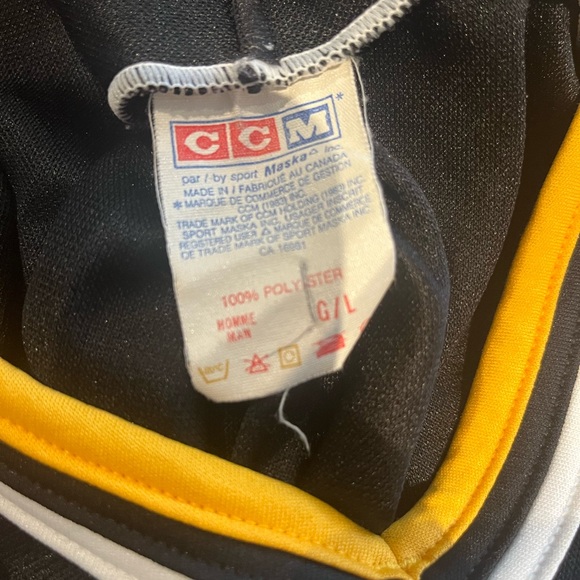 CCM*
par / by sport Maska Inc.
MADE IN / FABRIQUÉ AU CANADA
* MARQUE DE COMMERCE DE GESTION
CCM (1983) INC.
TRADE MARK OF CCM HOLDING (1983) INC.
SPORT MASKA INC. USAGER INSCRIT
REGISTERED USER △ MARQUE DE COMMERCE
DE TRADE MARK OF SPORT MASKA INC.
CA 16951
100% POLYESTER
HOMME G/L
MAN